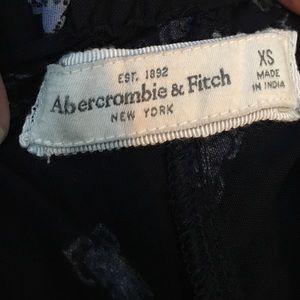 EST. 1892
Abercrombie & Fitch
NEW YORK
XS
MADE
IN INDIA